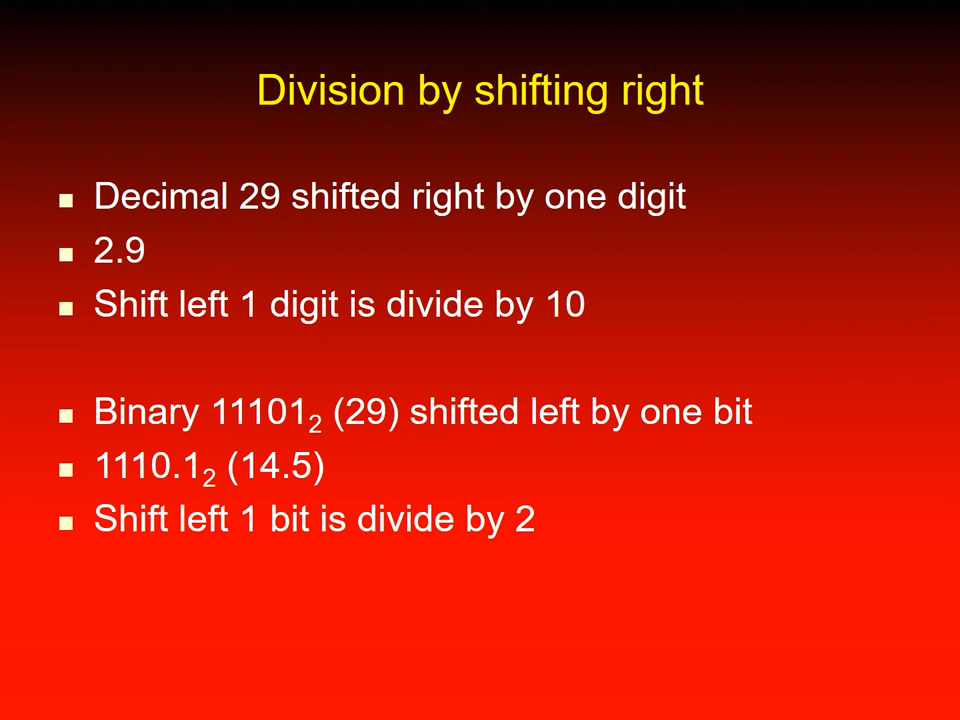 Division by shifting right
■ Decimal 29 shifted right by one digit
■ 2.9
■ Shift left 1 digit is divide by 10
■ Binary 11101₂ (29) shifted left by one bit
■ 1110.1₂ (14.5)
■ Shift left 1 bit is divide by 2